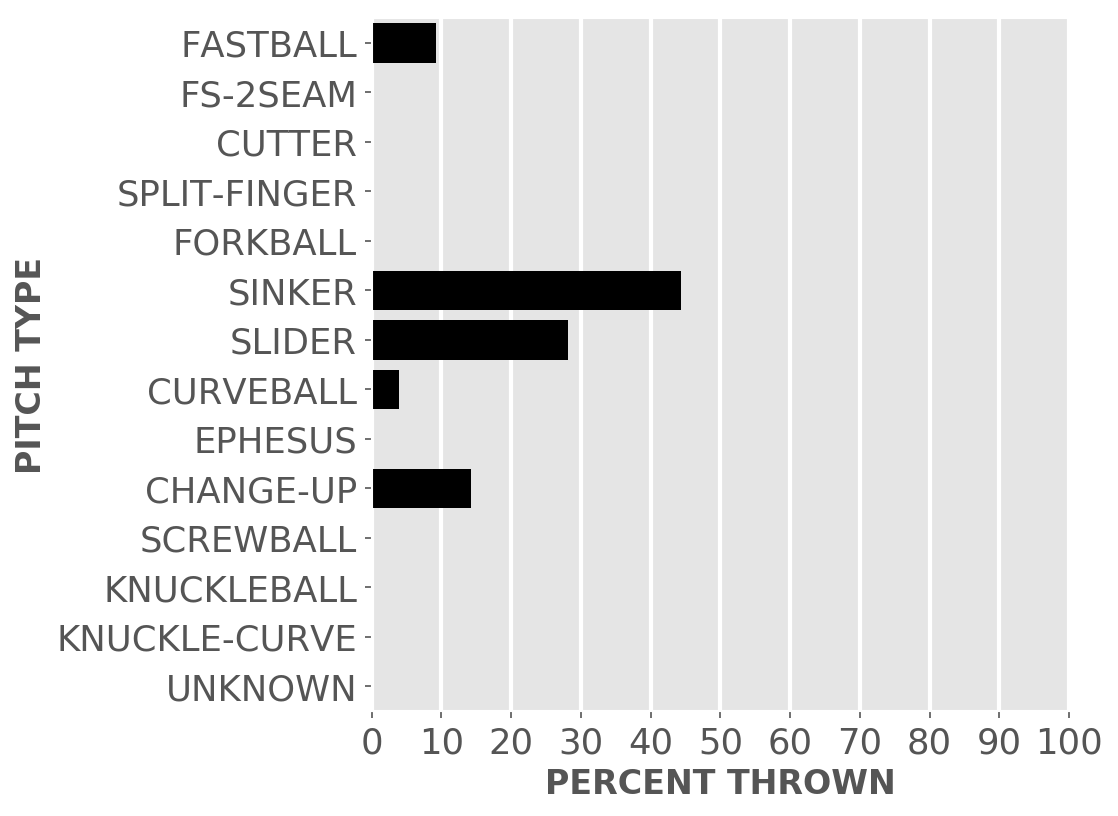 FASTBALL
FS-2SEAM
CUTTER
SPLIT-FINGER
FORKBALL
SINKER
SLIDER
CURVEBALL
EPHESUS
CHANGE-UP
SCREWBALL
KNUCKLEBALL
KNUCKLE-CURVE
UNKNOWN
PITCH TYPE
0 10 20 30 40 50 60 70 80 90 100
PERCENT THROWN